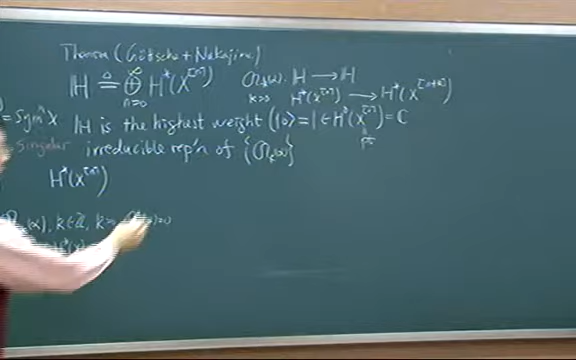 Theorem (Göttsche + Nakajima)
ℍ ≜ ⊕_{n=0}^{∞} H*(X^{[n]})   𝔞_k(α): ℍ → ℍ
k>0   H*(X^{[n]}) → H*(X^{[n+k]})
= Sym^n X   ℍ is the highest weight (|0⟩ = 1 ∈ H*(X^{[0]}) = ℂ
pt
Singular   irreducible rep'n of {𝔞_k(α)}
H*(X^{[n]})
(α), k∈ℤ, k=0
H*(X)